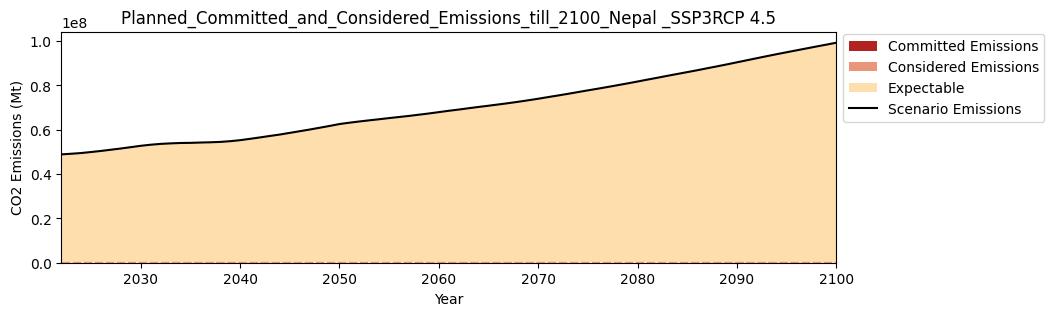 Planned_Committed_and_Considered_Emissions_till_2100_Nepal _SSP3RCP 4.5
1e8
1.0
0.8
0.6
0.4
0.2
0.0
CO2 Emissions (Mt)
2030 2040 2050 2060 2070 2080 2090 2100
Year
Committed Emissions
Considered Emissions
Expectable
Scenario Emissions